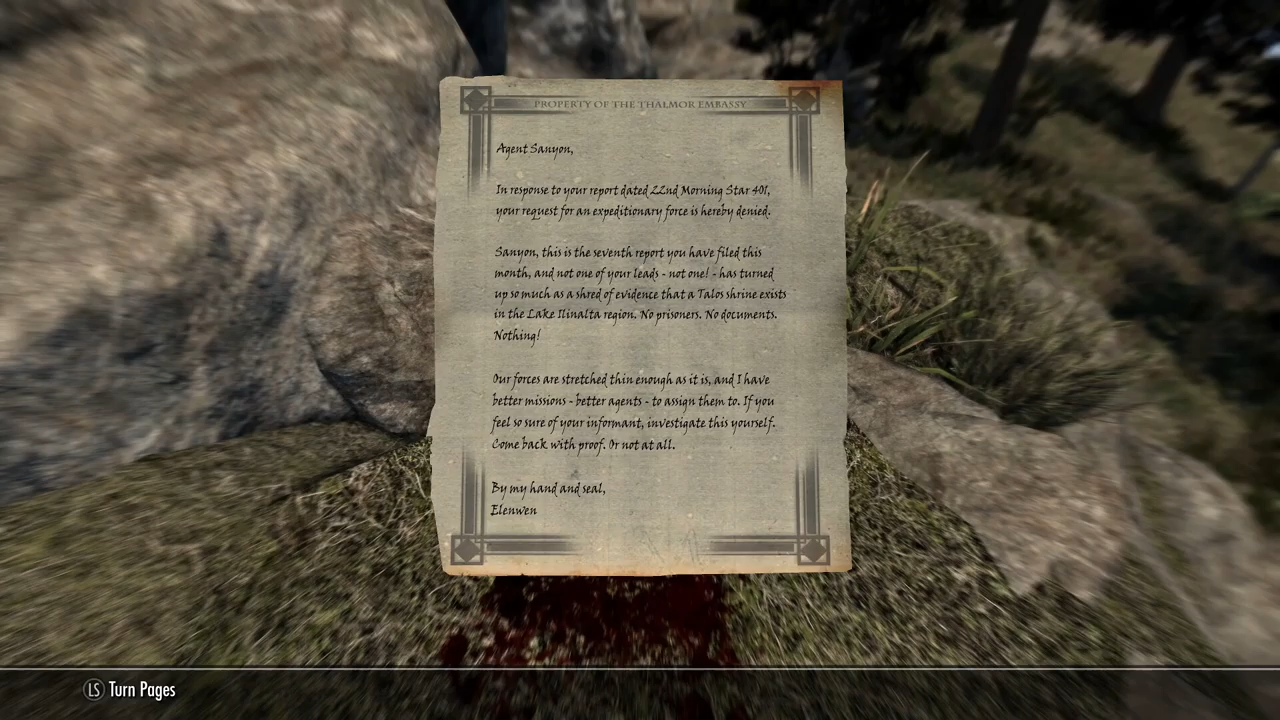 PROPERTY OF THE THALMOR EMBASSY
Agent Sanyon,
In response to your report dated 22nd Morning Star 401,
your request for an expeditionary force is hereby denied.
Sanyon, this is the seventh report you have filed this
month, and not one of your leads - not one! - has turned
up so much as a shred of evidence that a Talos shrine exists
in the Lake Ilinalta region. No prisoners. No documents.
Nothing!
Our forces are stretched thin enough as it is, and I have
better missions - better agents - to assign them to. If you
feel so sure of your informant, investigate this yourself.
Come back with proof. Or not at all.
By my hand and seal,
Elenwen
LS Turn Pages